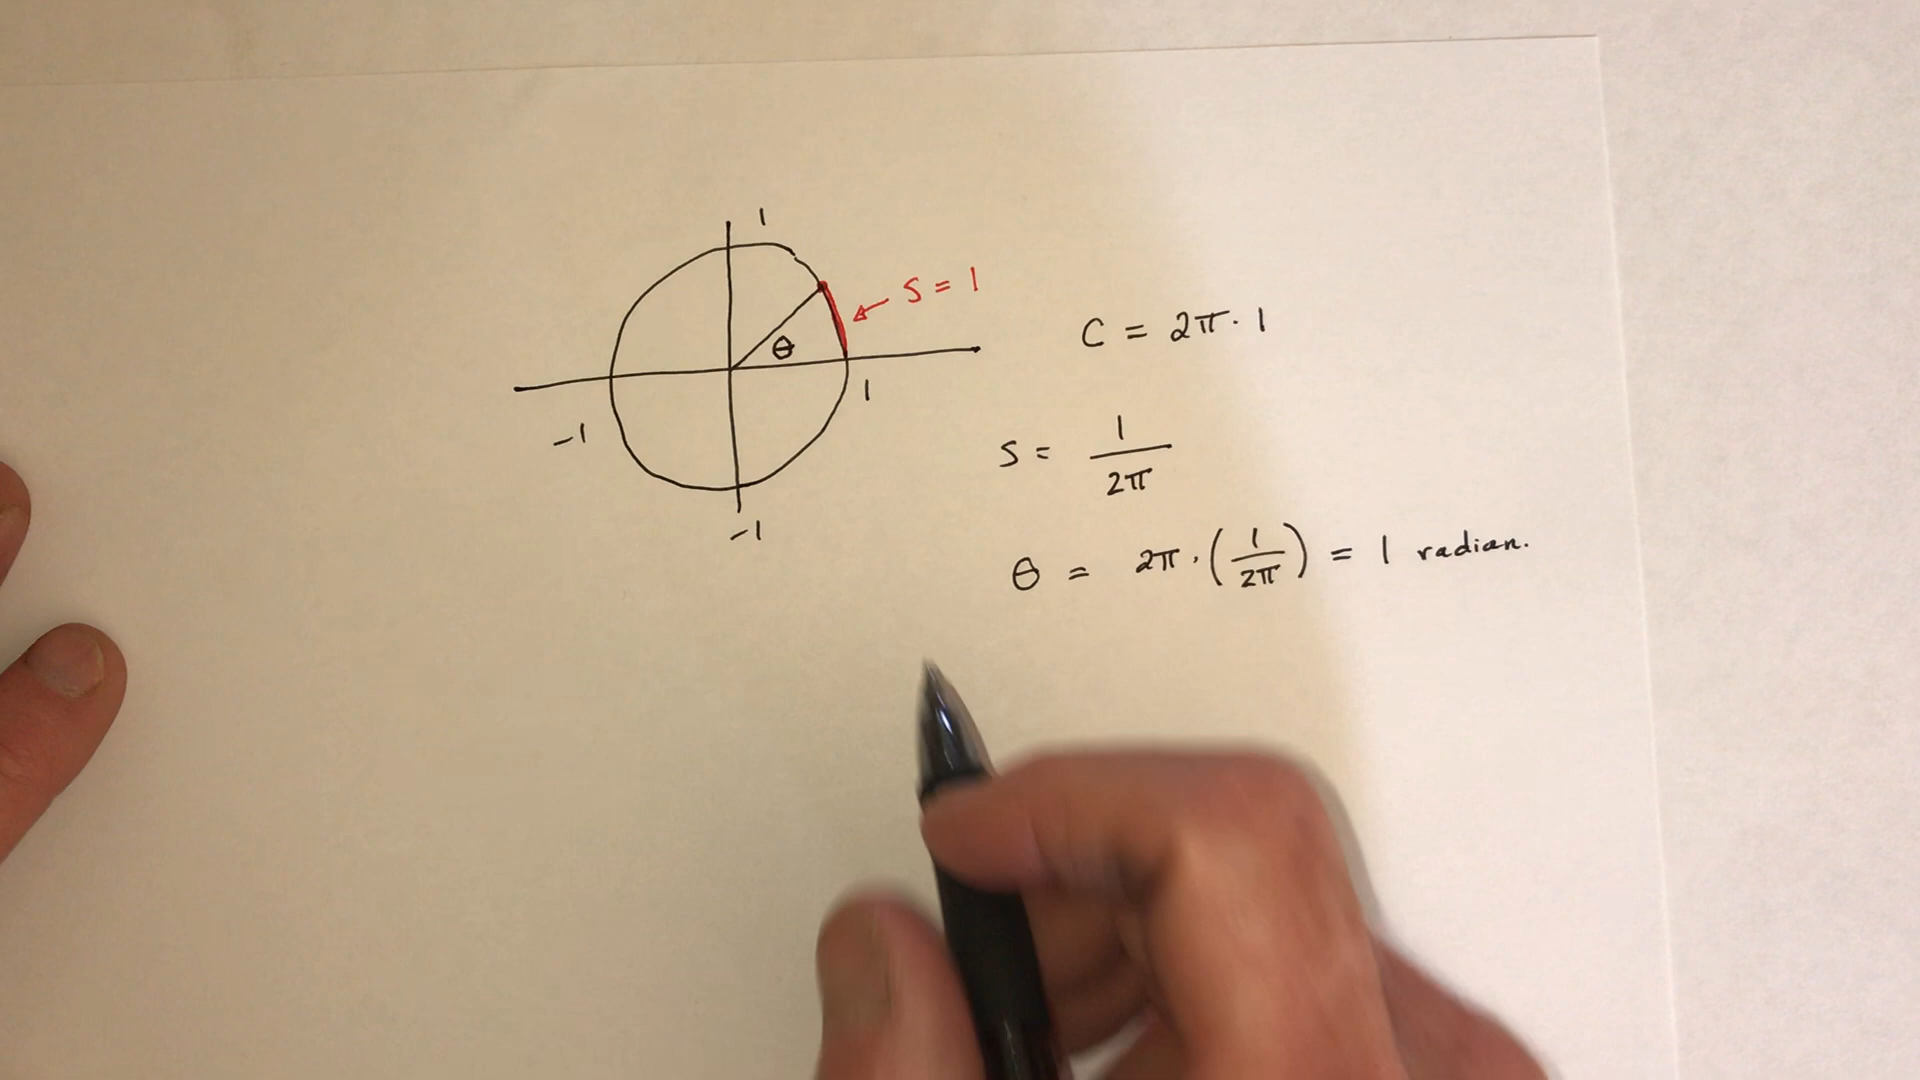 1
S = 1
θ
C = 2π · 1
1
-1
S = 1/2π
-1
θ = 2π · (1/2π) = 1 radian.